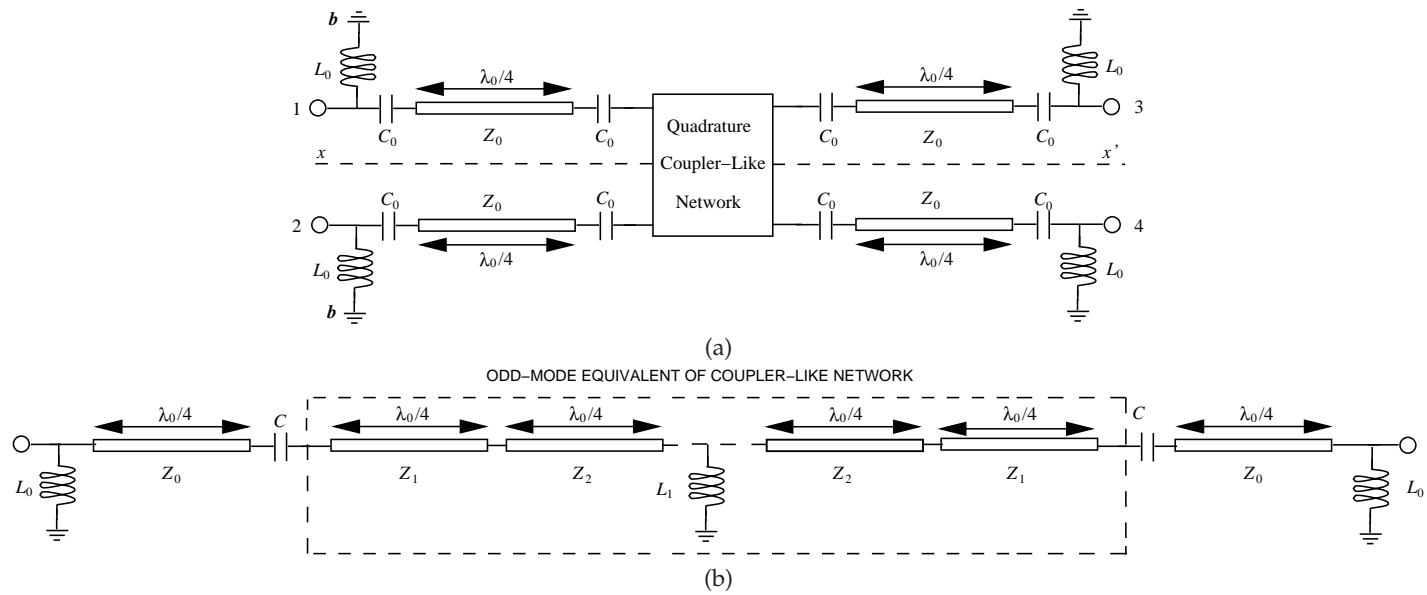 b b
L₀ λ₀/4 λ₀/4 L₀
1 3
C₀ Z₀ C₀ Quadrature C₀ Z₀ C₀
x Coupler–Like x'
C₀ Z₀ C₀ Network C₀ Z₀ C₀
2 4
L₀ λ₀/4 λ₀/4 L₀
b
(a)
ODD–MODE EQUIVALENT OF COUPLER–LIKE NETWORK
λ₀/4 C λ₀/4 λ₀/4 λ₀/4 λ₀/4 C λ₀/4
L₀ Z₀ Z₁ Z₂ L₁ Z₂ Z₁ Z₀ L₀
(b)